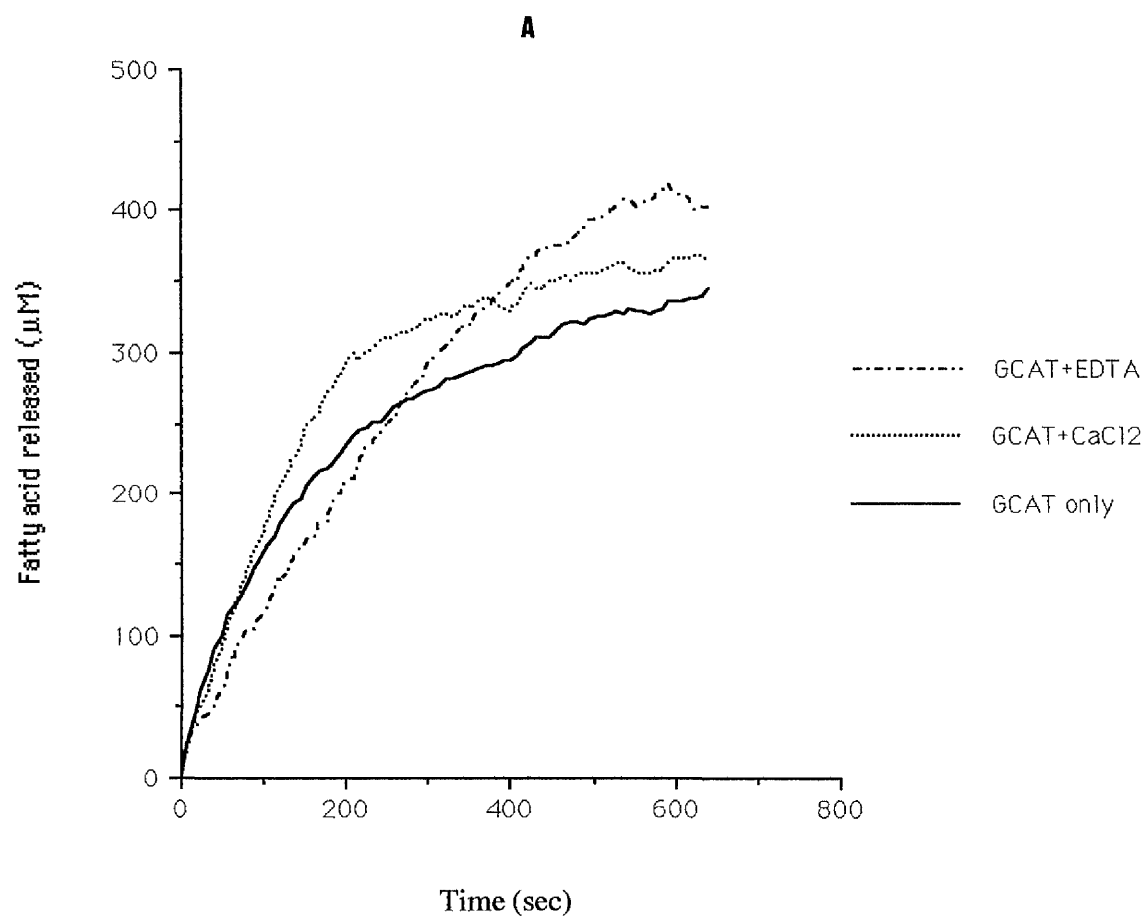 A
500
400
300
200
100
0
0 200 400 600 800
Fatty acid released (µM)
Time (sec)
GCAT+EDTA
GCAT+CaCl2
GCAT only